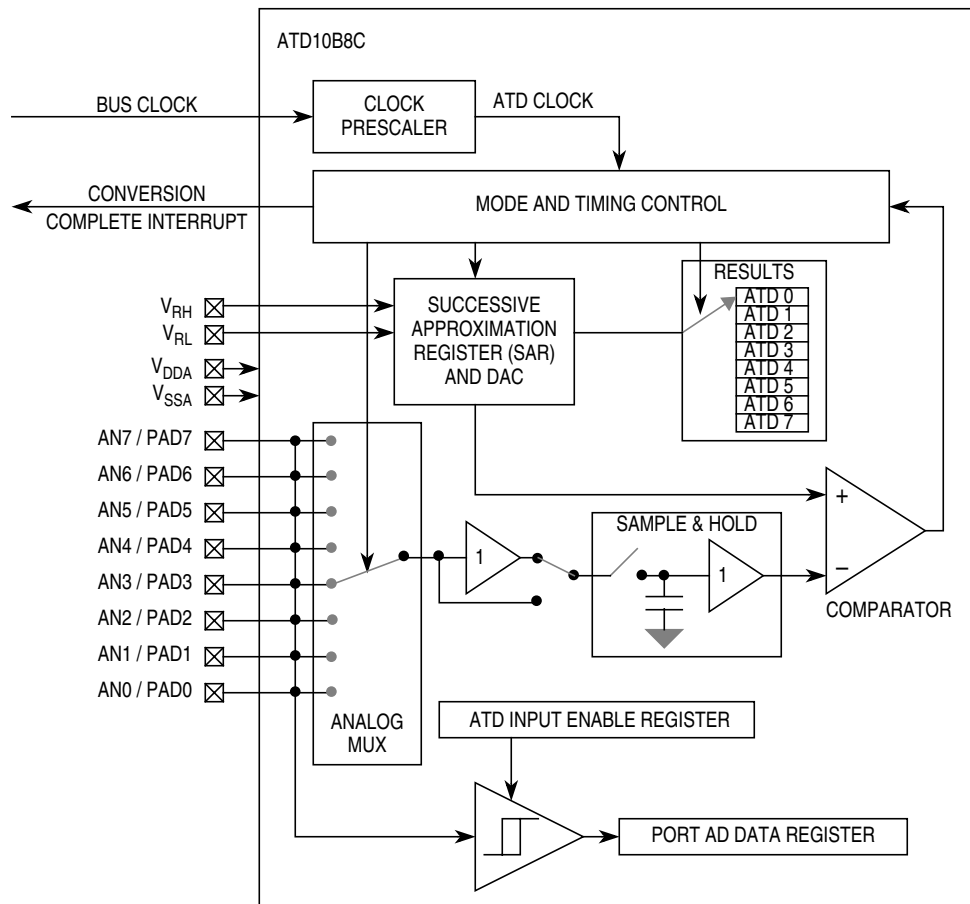 ATD10B8C
BUS CLOCK
CLOCK
PRESCALER
ATD CLOCK
CONVERSION
COMPLETE INTERRUPT
MODE AND TIMING CONTROL
VRH
VRL
VDDA
VSSA
SUCCESSIVE
APPROXIMATION
REGISTER (SAR)
AND DAC
RESULTS
ATD 0
ATD 1
ATD 2
ATD 3
ATD 4
ATD 5
ATD 6
ATD 7
AN7 / PAD7
AN6 / PAD6
AN5 / PAD5
AN4 / PAD4
AN3 / PAD3
AN2 / PAD2
AN1 / PAD1
AN0 / PAD0
ANALOG
MUX
1
SAMPLE & HOLD
1
+
−
COMPARATOR
ATD INPUT ENABLE REGISTER
PORT AD DATA REGISTER